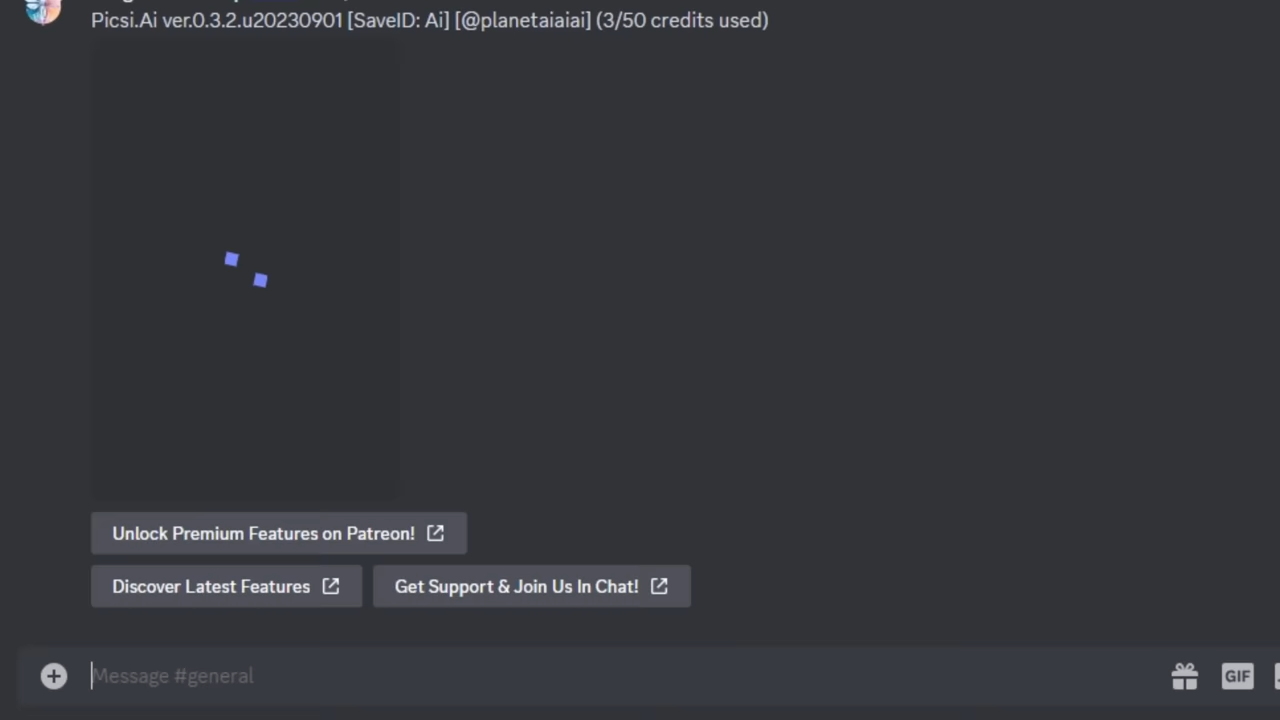 Picsi.Ai ver.0.3.2.u20230901 [SaveID: Ai] [@planetaiaiai] (3/50 credits used)
Unlock Premium Features on Patreon!
Discover Latest Features
Get Support & Join Us In Chat!
Message #general
GIF